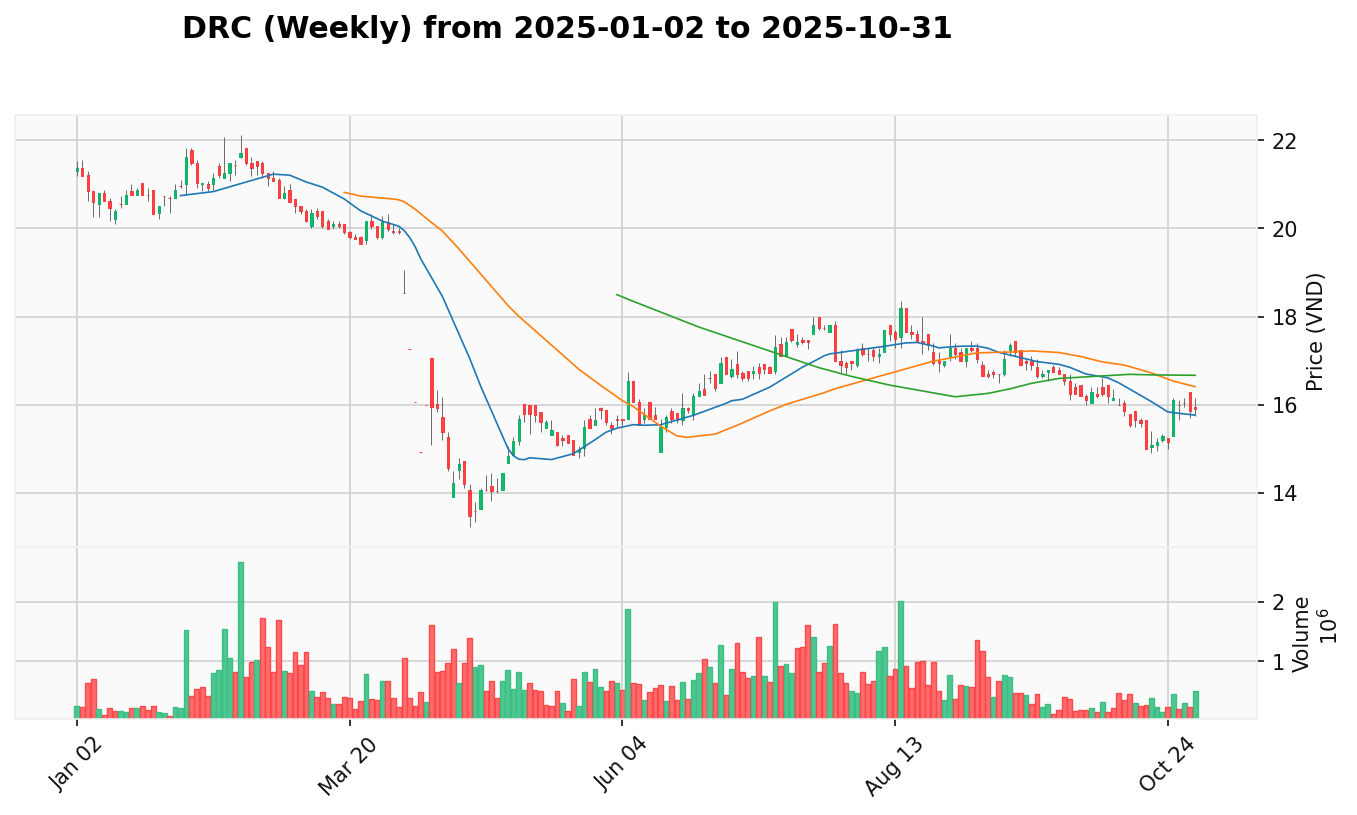 DRC (Weekly) from 2025-01-02 to 2025-10-31
22
20
18
16
14
Price (VND)
2
1
Volume
10^6
Jan 02
Mar 20
Jun 04
Aug 13
Oct 24